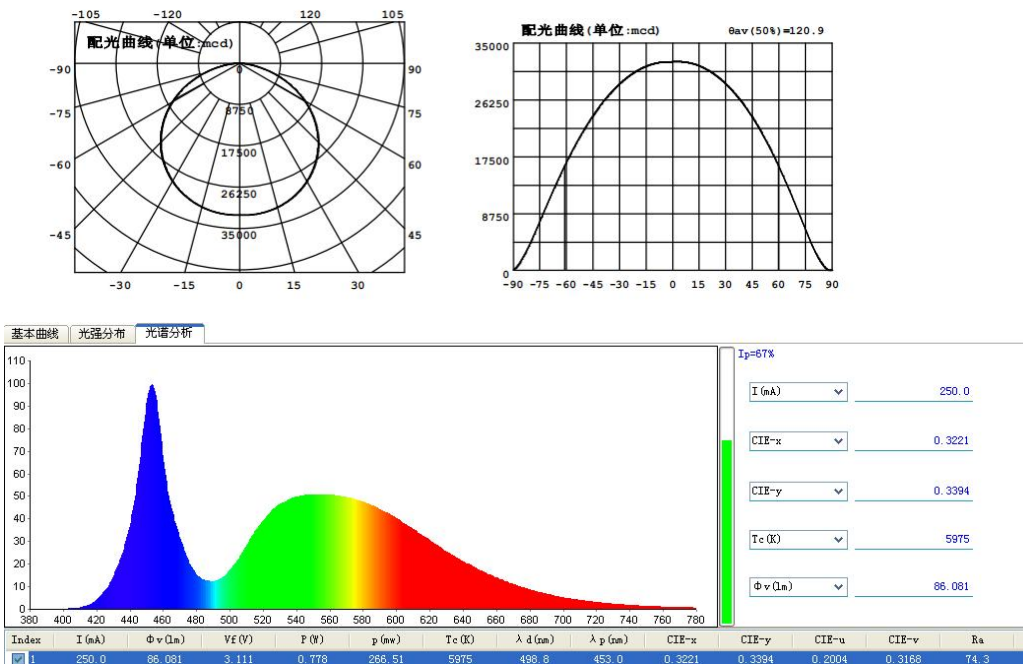 -105 -120 120 105
配光曲线(单位:mcd)
-90 0 90
-75 8750 75
-60 17500 60
26250
-45 35000 45
-30 -15 0 15 30
配光曲线(单位:mcd) θav(50%)=120.9
35000
26250
17500
8750
0
-90 -75 -60 -45 -30 -15 0 15 30 45 60 75 90
基本曲线 光强分布 光谱分析
110
100
90
80
70
60
50
40
30
20
10
0
380 400 420 440 460 480 500 520 540 560 580 600 620 640 660 680 700 720 740 760 780
Ip=67%
I(mA) 250.0
CIE-x 0.3221
CIE-y 0.3394
Tc(K) 5975
Φv(lm) 86.081
Index I(mA) Φv(lm) Vf(V) P(W) p(mw) Tc(K) λd(nm) λp(nm) CIE-x CIE-y CIE-u CIE-v Ra
1 250.0 86.081 3.111 0.778 266.51 5975 498.8 453.0 0.3221 0.3394 0.2004 0.3168 74.3